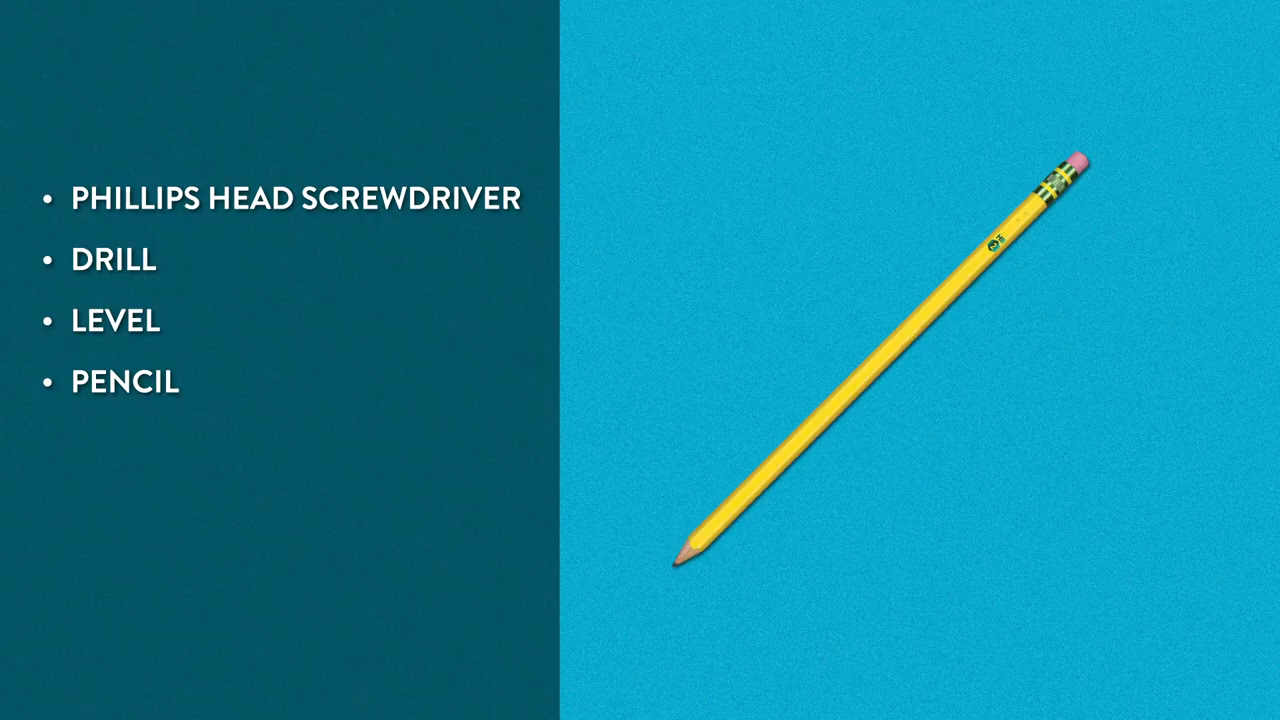 • PHILLIPS HEAD SCREWDRIVER
• DRILL
• LEVEL
• PENCIL